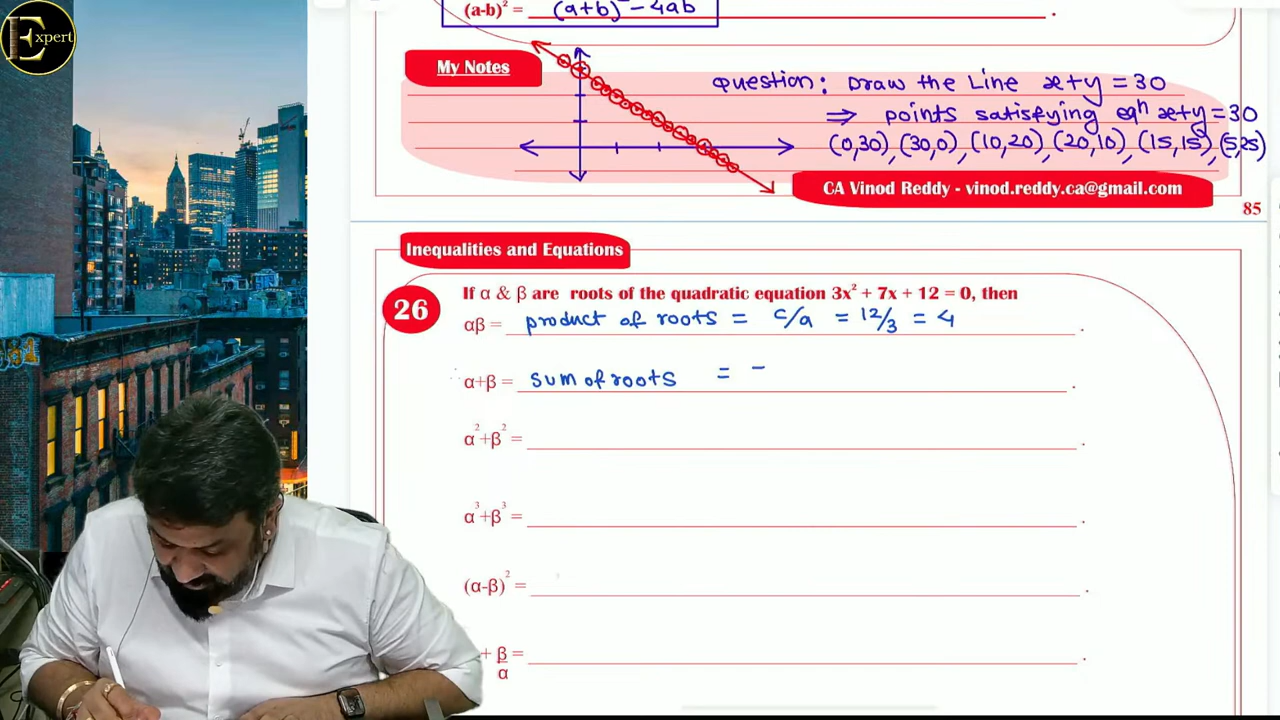 Expert
(a-b)² = (a+b)² - 4ab .
My Notes
Question: Draw the Line x+y = 30
⇒ points satisfying eqⁿ x+y = 30
(0,30), (30,0), (10,20), (20,10), (15,15), (5,25)
CA Vinod Reddy - vinod.reddy.ca@gmail.com
85
Inequalities and Equations
26 If α & β are roots of the quadratic equation 3x² + 7x + 12 = 0, then
αβ = product of roots = c/a = 12/3 = 4 .
α+β = sum of roots = - .
α²+β² = .
α³+β³ = .
(α-β)² = .
+ β/α = .